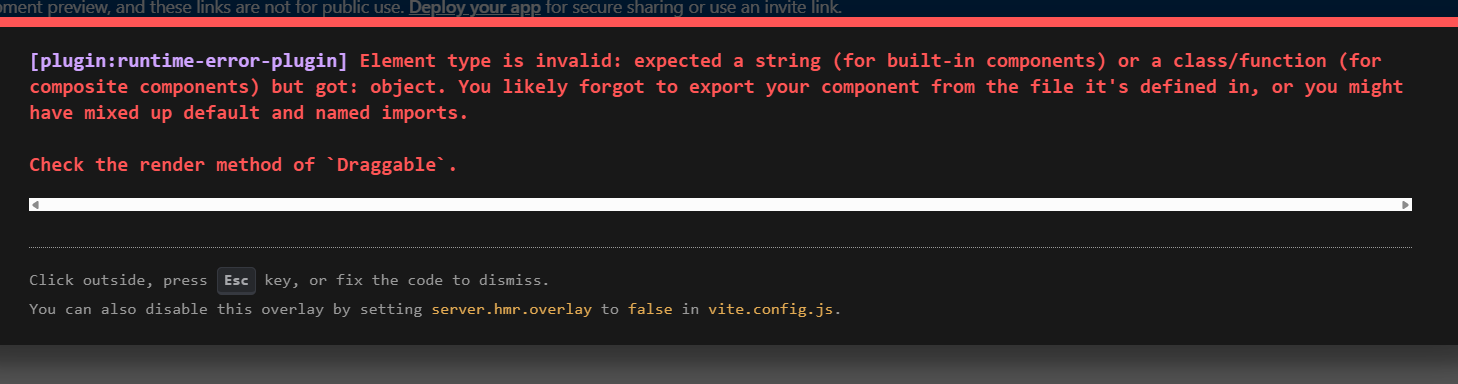 pment preview, and these links are not for public use. Deploy your app for secure sharing or use an invite link.
[plugin:runtime-error-plugin] Element type is invalid: expected a string (for built-in components) or a class/function (for
composite components) but got: object. You likely forgot to export your component from the file it's defined in, or you might
have mixed up default and named imports.
Check the render method of `Draggable`.
Click outside, press Esc key, or fix the code to dismiss.
You can also disable this overlay by setting server.hmr.overlay to false in vite.config.js.